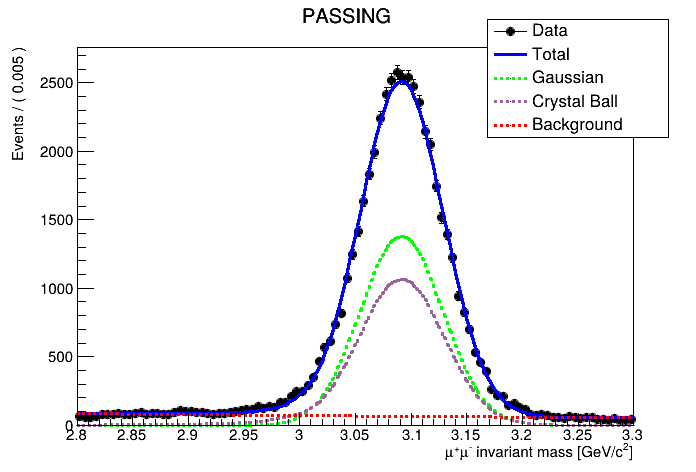 PASSING
Data
Total
Gaussian
Crystal Ball
Background
Events / ( 0.005 )
2500
2000
1500
1000
500
0
2.8 2.85 2.9 2.95 3 3.05 3.1 3.15 3.2 3.25 3.3
μ⁺μ⁻ invariant mass [GeV/c²]